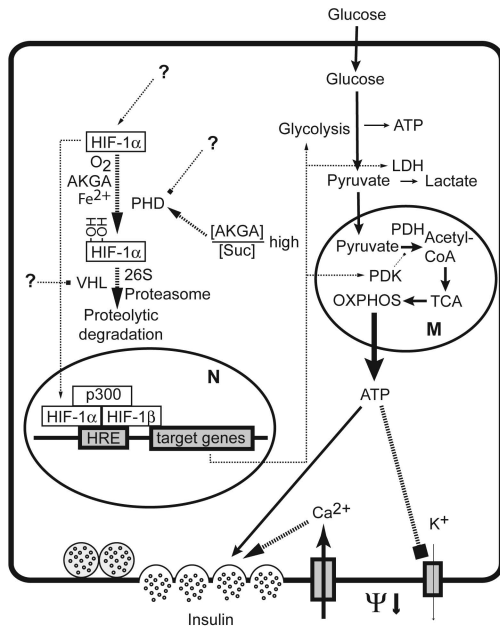 Glucose
Glucose
Glycolysis → ATP
LDH
Pyruvate → Lactate
?
HIF-1α
O2
AKGA
Fe2+
OH
OH
HIF-1α
?
PHD
[AKGA]
[Suc]
high
?
VHL
26S
Proteasome
Proteolytic
degradation
Pyruvate
PDH
Acetyl-
CoA
PDK
OXPHOS
TCA
M
N
p300
HIF-1α
HIF-1β
HRE
target genes
ATP
Ca2+
K+
Insulin
Ψ